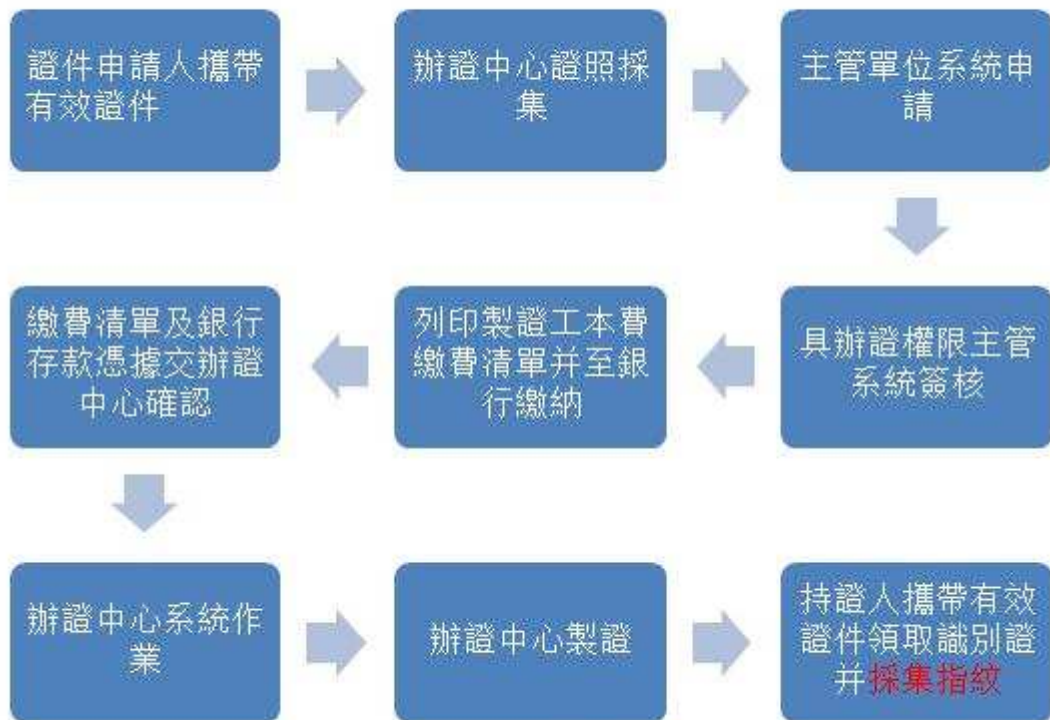 證件申請人攜帶
有效證件
辦證中心證照採
集
主管單位系統申
請
具辦證權限主管
系統簽核
列印製證工本費
繳費清單并至銀
行繳納
繳費清單及銀行
存款憑據交辦證
中心確認
辦證中心系統作
業
辦證中心製證
持證人攜帶有效
證件領取識別證
并採集指紋